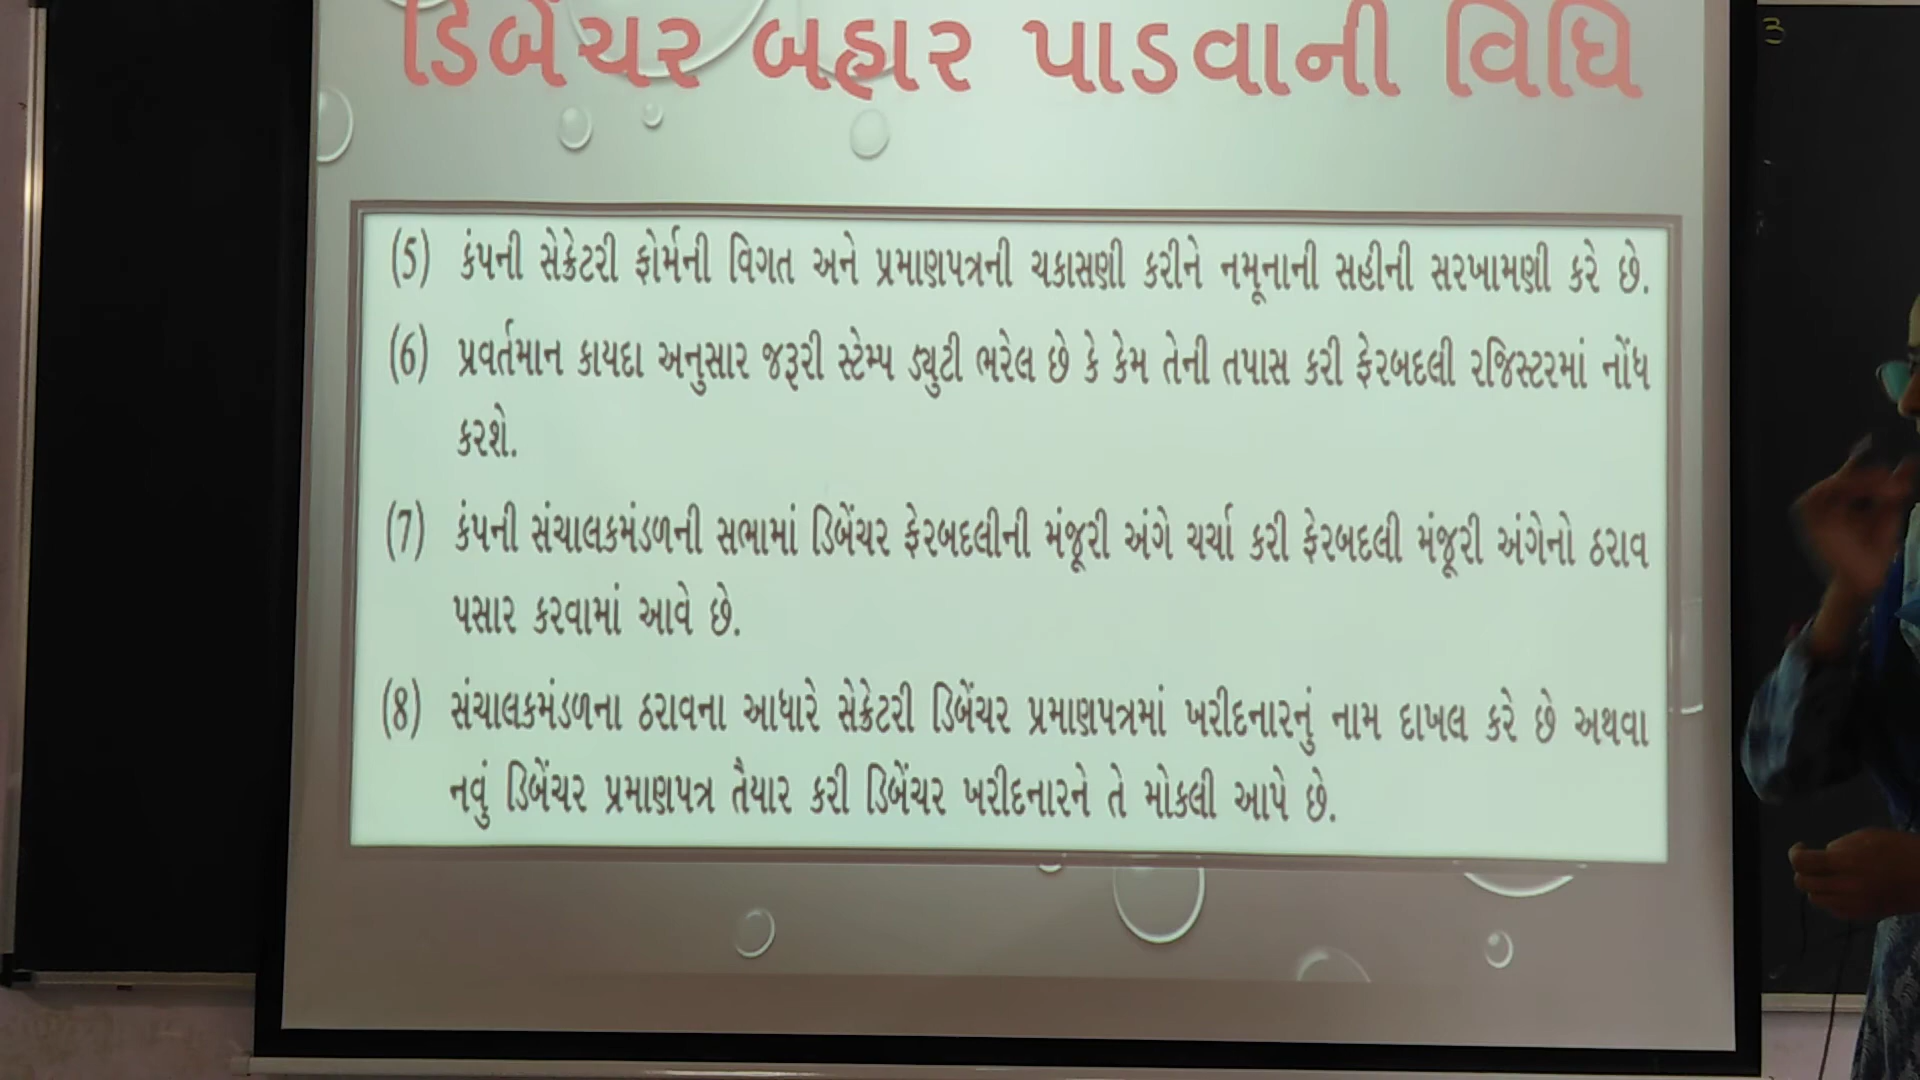 ડિબેંચર બહાર પાડવાની વિધિ
3
(5) કંપની સેક્રેટરી ફોર્મની વિગત અને પ્રમાણપત્રની ચકાસણી કરીને નમૂનાની સહીની સરખામણી કરે છે.
(6) પ્રવર્તમાન કાયદા અનુસાર જરૂરી સ્ટેમ્પ ડ્યુટી ભરેલ છે કે કેમ તેની તપાસ કરી ફેરબદલી રજિસ્ટરમાં નોંધ
કરશે.
(7) કંપની સંચાલકમંડળની સભામાં ડિબેંચર ફેરબદલીની મંજૂરી અંગે ચર્ચા કરી ફેરબદલી મંજૂરી અંગેનો ઠરાવ
પસાર કરવામાં આવે છે.
(8) સંચાલકમંડળના ઠરાવના આધારે સેક્રેટરી ડિબેંચર પ્રમાણપત્રમાં ખરીદનારનું નામ દાખલ કરે છે અથવા
નવું ડિબેંચર પ્રમાણપત્ર તૈયાર કરી ડિબેંચર ખરીદનારને તે મોકલી આપે છે.